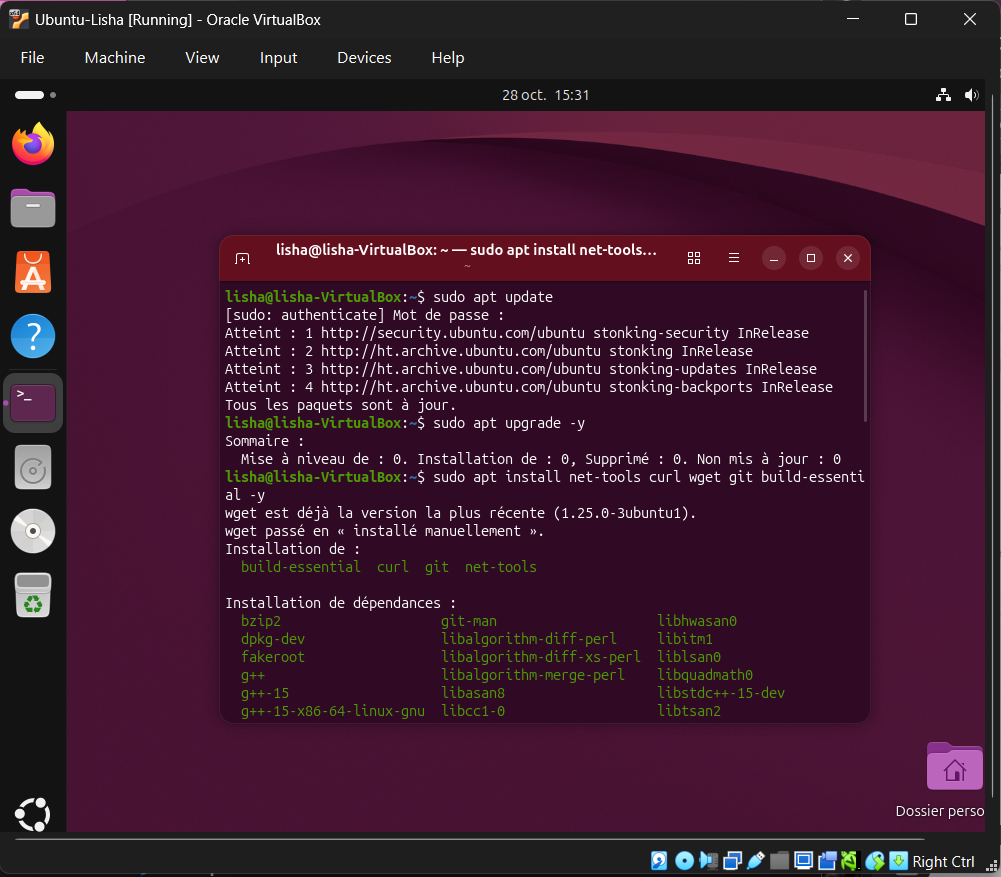 Ubuntu-Lisha [Running] - Oracle VirtualBox
File Machine View Input Devices Help
28 oct. 15:31
lisha@lisha-VirtualBox: ~ — sudo apt install net-tools…
~
lisha@lisha-VirtualBox:~$ sudo apt update
[sudo: authenticate] Mot de passe :
Atteint : 1 http://security.ubuntu.com/ubuntu stonking-security InRelease
Atteint : 2 http://ht.archive.ubuntu.com/ubuntu stonking InRelease
Atteint : 3 http://ht.archive.ubuntu.com/ubuntu stonking-updates InRelease
Atteint : 4 http://ht.archive.ubuntu.com/ubuntu stonking-backports InRelease
Tous les paquets sont à jour.
lisha@lisha-VirtualBox:~$ sudo apt upgrade -y
Sommaire :
Mise à niveau de : 0. Installation de : 0, Supprimé : 0. Non mis à jour : 0
lisha@lisha-VirtualBox:~$ sudo apt install net-tools curl wget git build-essenti
al -y
wget est déjà la version la plus récente (1.25.0-3ubuntu1).
wget passé en « installé manuellement ».
Installation de :
build-essential curl git net-tools
Installation de dépendances :
bzip2 git-man libhwasan0
dpkg-dev libalgorithm-diff-perl libitm1
fakeroot libalgorithm-diff-xs-perl liblsan0
g++ libalgorithm-merge-perl libquadmath0
g++-15 libasan8 libstdc++-15-dev
g++-15-x86-64-linux-gnu libcc1-0 libtsan2
Dossier perso
Right Ctrl